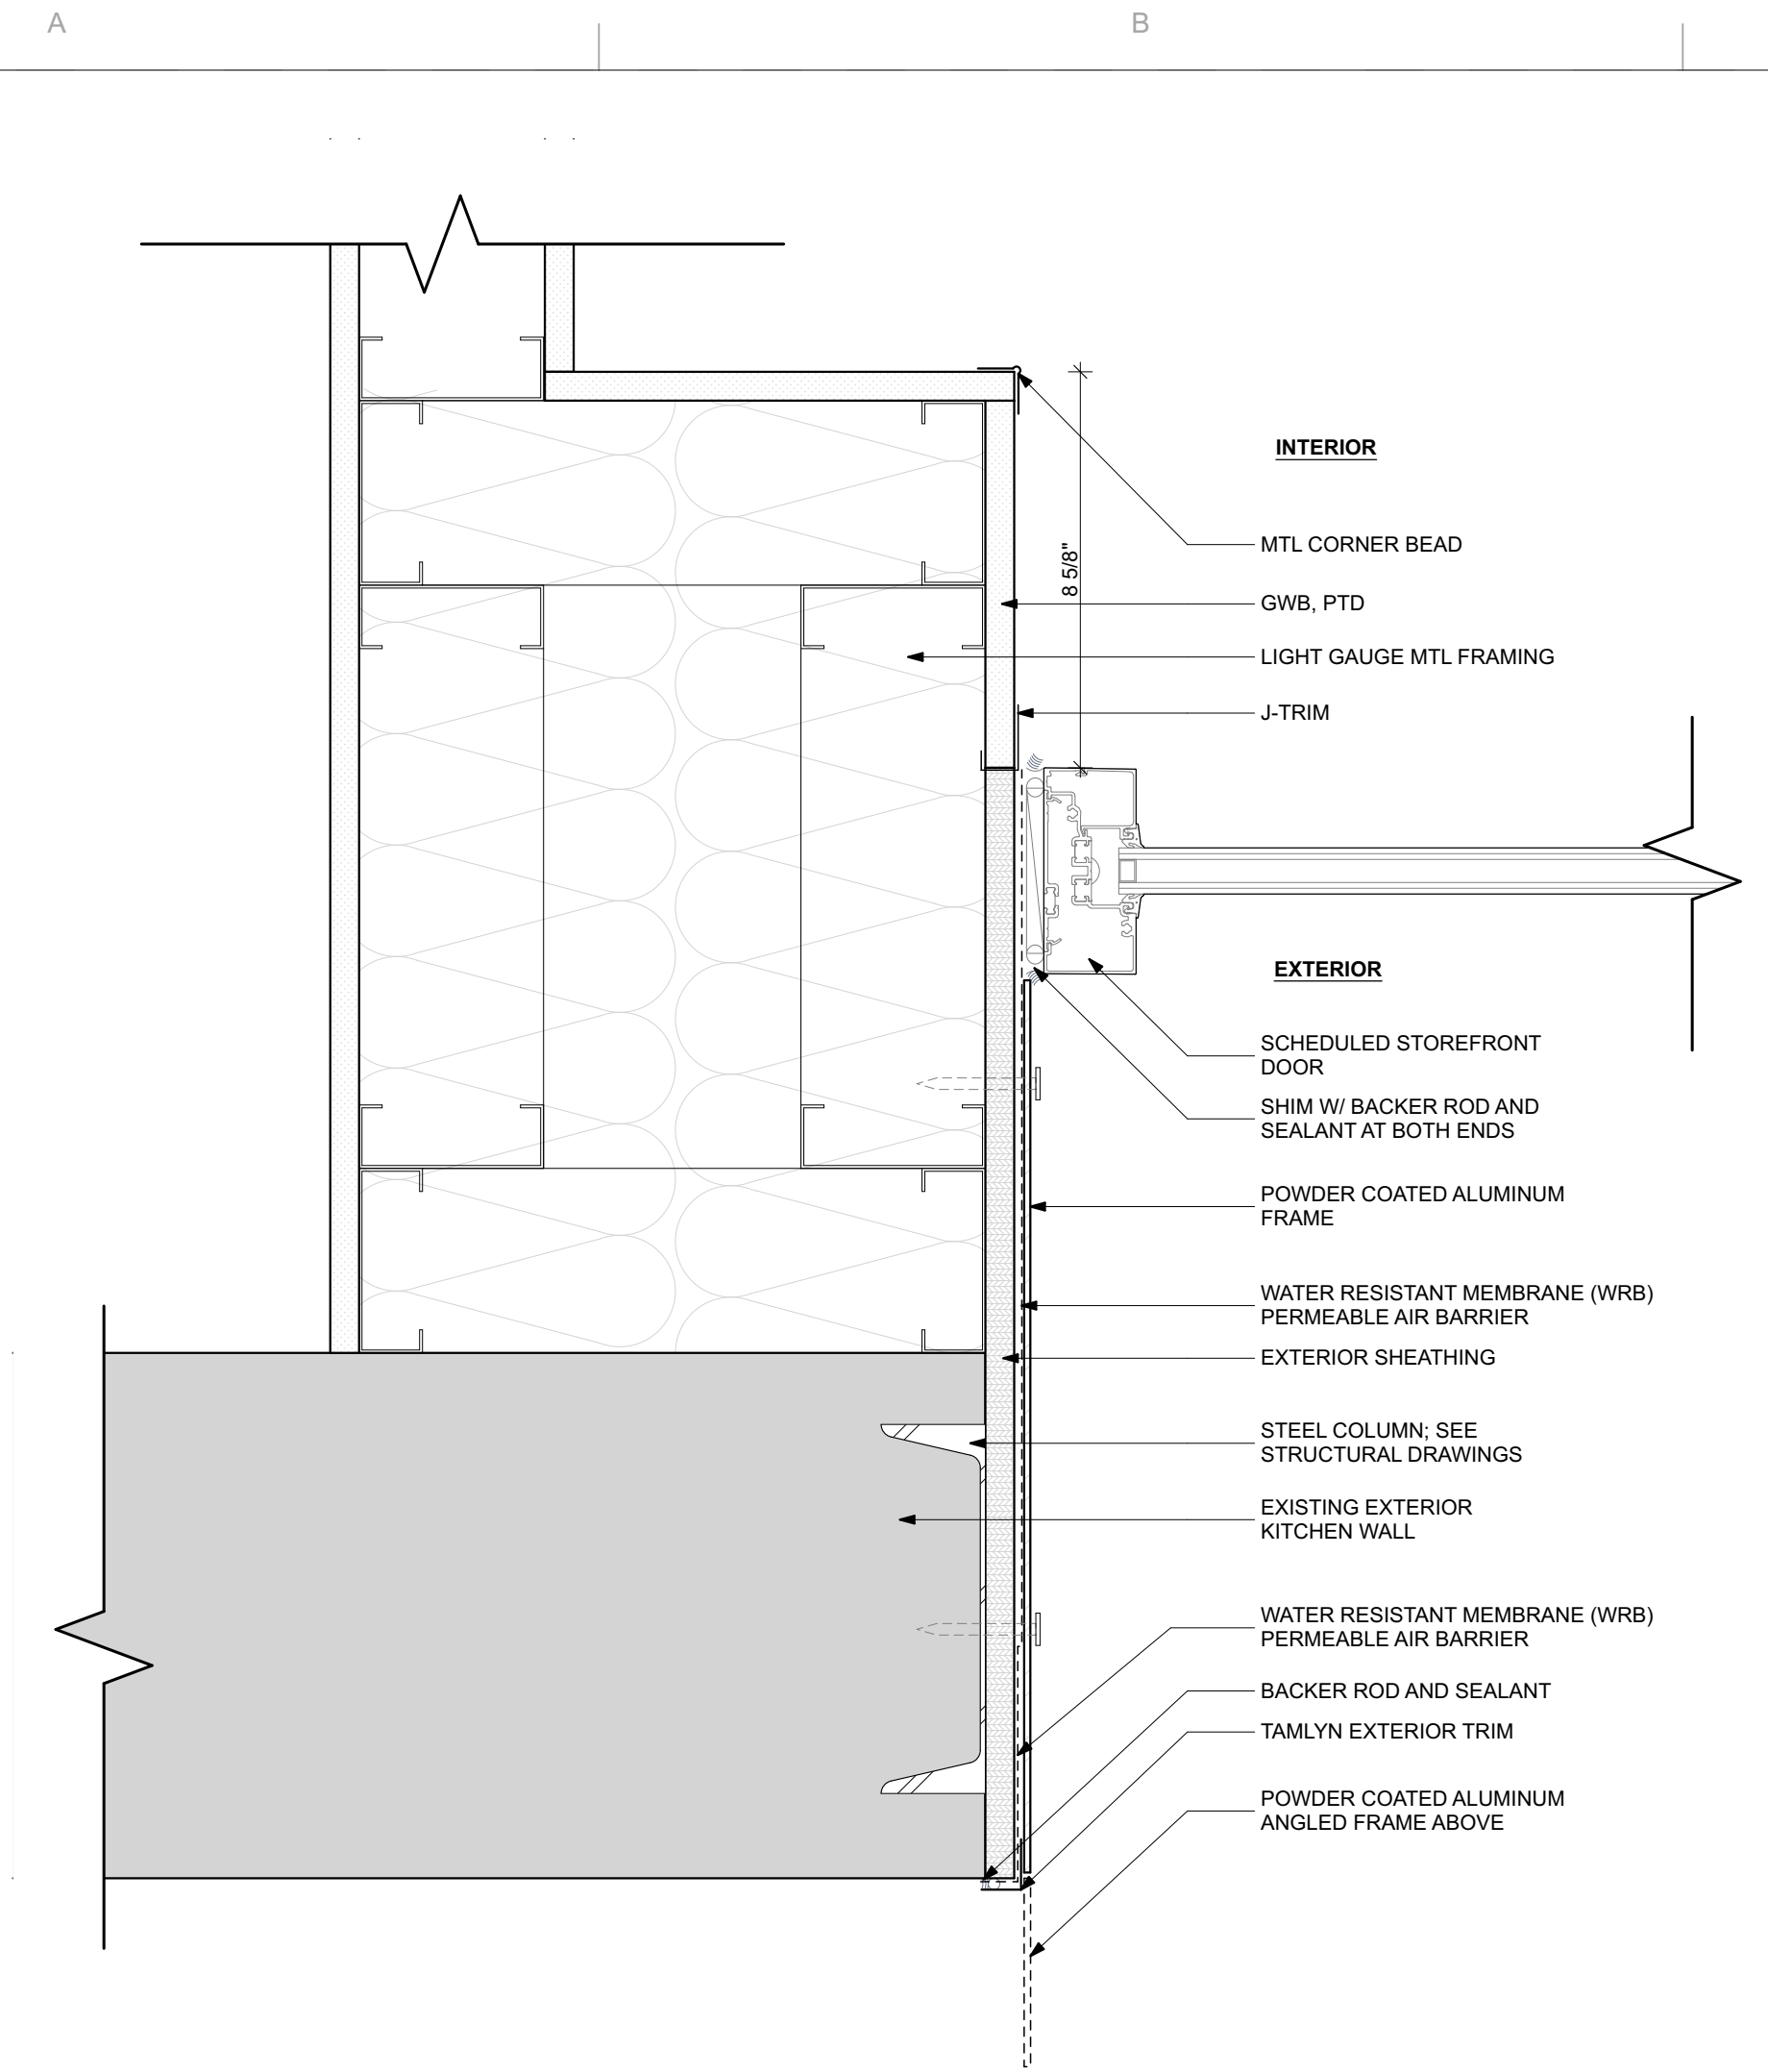 A
B
INTERIOR
MTL CORNER BEAD
8 5/8"
GWB, PTD
LIGHT GAUGE MTL FRAMING
J-TRIM
EXTERIOR
SCHEDULED STOREFRONT
DOOR
SHIM W/ BACKER ROD AND
SEALANT AT BOTH ENDS
POWDER COATED ALUMINUM
FRAME
WATER RESISTANT MEMBRANE (WRB)
PERMEABLE AIR BARRIER
EXTERIOR SHEATHING
STEEL COLUMN; SEE
STRUCTURAL DRAWINGS
EXISTING EXTERIOR
KITCHEN WALL
WATER RESISTANT MEMBRANE (WRB)
PERMEABLE AIR BARRIER
BACKER ROD AND SEALANT
TAMLYN EXTERIOR TRIM
POWDER COATED ALUMINUM
ANGLED FRAME ABOVE